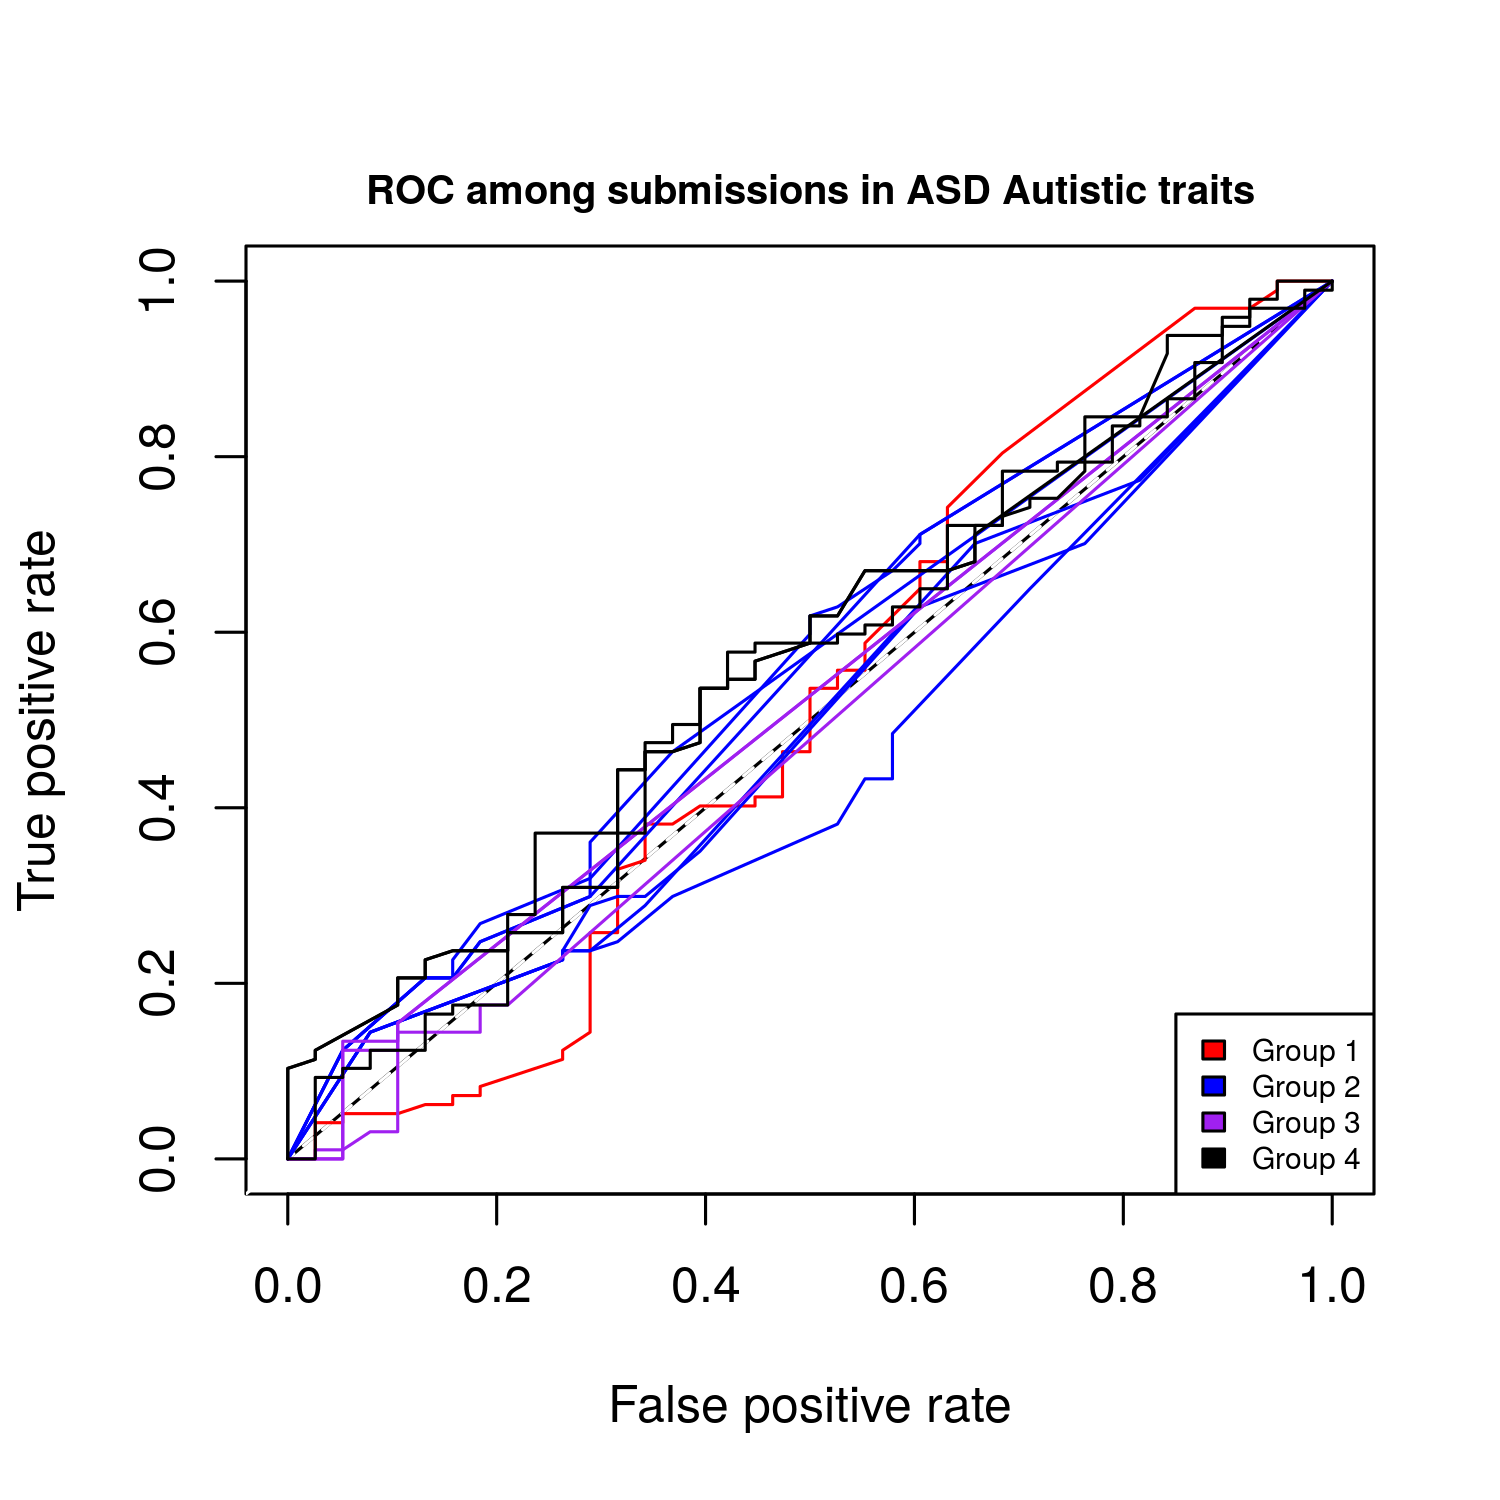 ROC among submissions in ASD Autistic traits
True positive rate
1.0
0.8
0.6
0.4
0.2
0.0
Group 1
Group 2
Group 3
Group 4
0.0 0.2 0.4 0.6 0.8 1.0
False positive rate